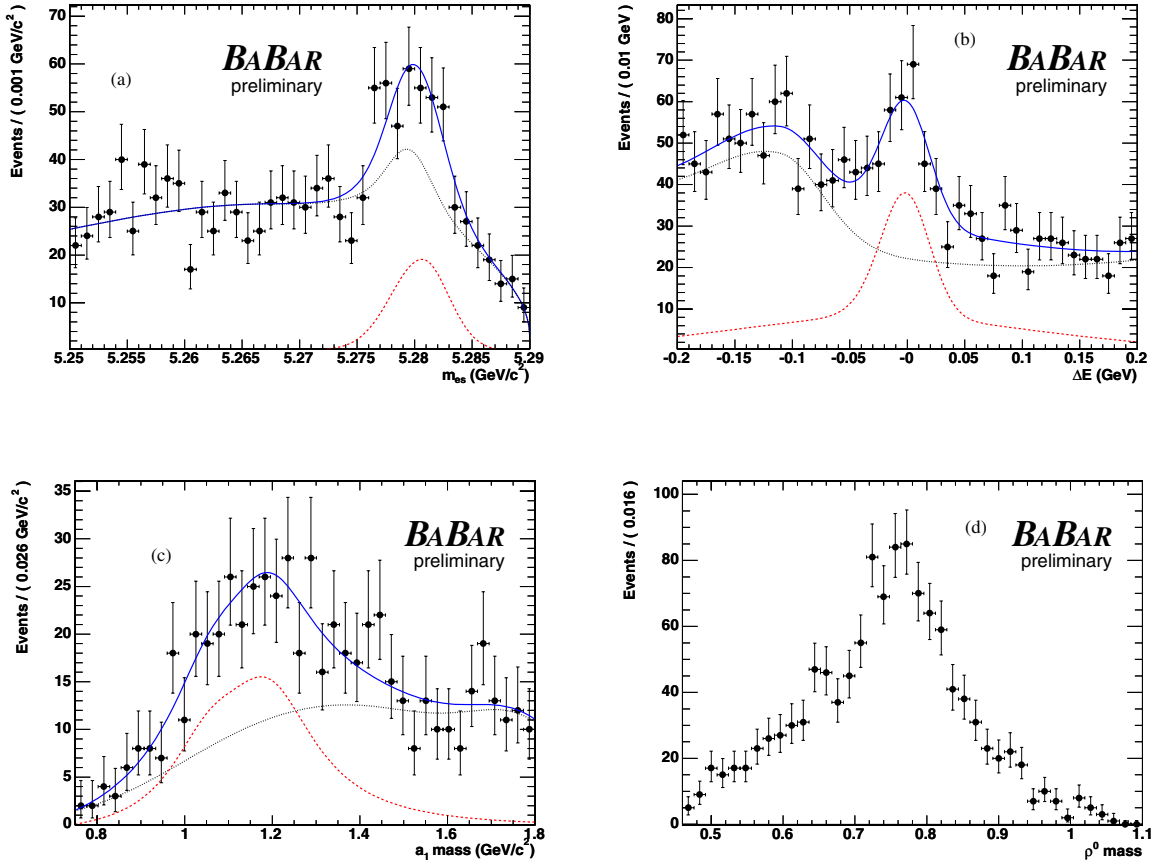 Events / ( 0.001 GeV/c²)
70
60
50
40
30
20
10
(a)
BABAR
preliminary
5.25 5.255 5.26 5.265 5.27 5.275 5.28 5.285 5.29
m_es (GeV/c²)
Events / ( 0.01 GeV )
80
70
60
50
40
30
20
10
(b)
BABAR
preliminary
-0.2 -0.15 -0.1 -0.05 -0 0.05 0.1 0.15 0.2
ΔE (GeV)
Events / ( 0.026 GeV/c²)
35
30
25
20
15
10
5
0
(c)
BABAR
preliminary
0.8 1 1.2 1.4 1.6 1.8
a₁ mass (GeV/c²)
Events / ( 0.016 )
100
80
60
40
20
0
(d)
BABAR
preliminary
0.5 0.6 0.7 0.8 0.9 1 1.1
ρ⁰ mass